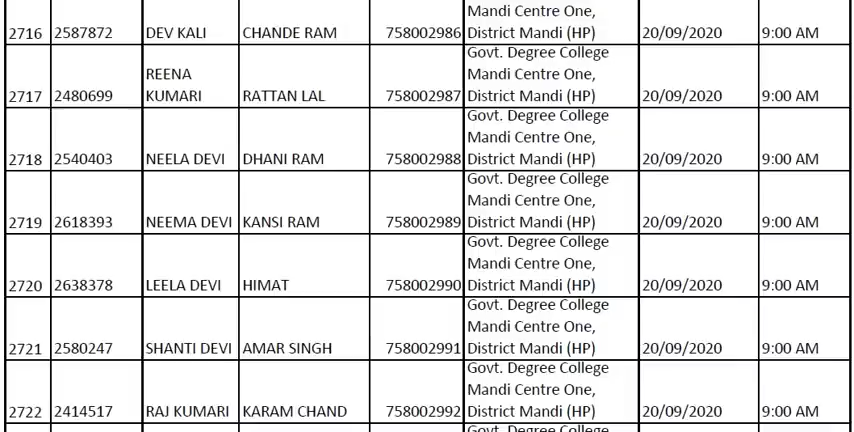 Mandi Centre One,
2716 2587872 DEV KALI CHANDE RAM 758002986 District Mandi (HP) 20/09/2020 9:00 AM
Govt. Degree College
REENA Mandi Centre One,
2717 2480699 KUMARI RATTAN LAL 758002987 District Mandi (HP) 20/09/2020 9:00 AM
Govt. Degree College
Mandi Centre One,
2718 2540403 NEELA DEVI DHANI RAM 758002988 District Mandi (HP) 20/09/2020 9:00 AM
Govt. Degree College
Mandi Centre One,
2719 2618393 NEEMA DEVI KANSI RAM 758002989 District Mandi (HP) 20/09/2020 9:00 AM
Govt. Degree College
Mandi Centre One,
2720 2638378 LEELA DEVI HIMAT 758002990 District Mandi (HP) 20/09/2020 9:00 AM
Govt. Degree College
Mandi Centre One,
2721 2580247 SHANTI DEVI AMAR SINGH 758002991 District Mandi (HP) 20/09/2020 9:00 AM
Govt. Degree College
Mandi Centre One,
2722 2414517 RAJ KUMARI KARAM CHAND 758002992 District Mandi (HP) 20/09/2020 9:00 AM
Govt. Degree College